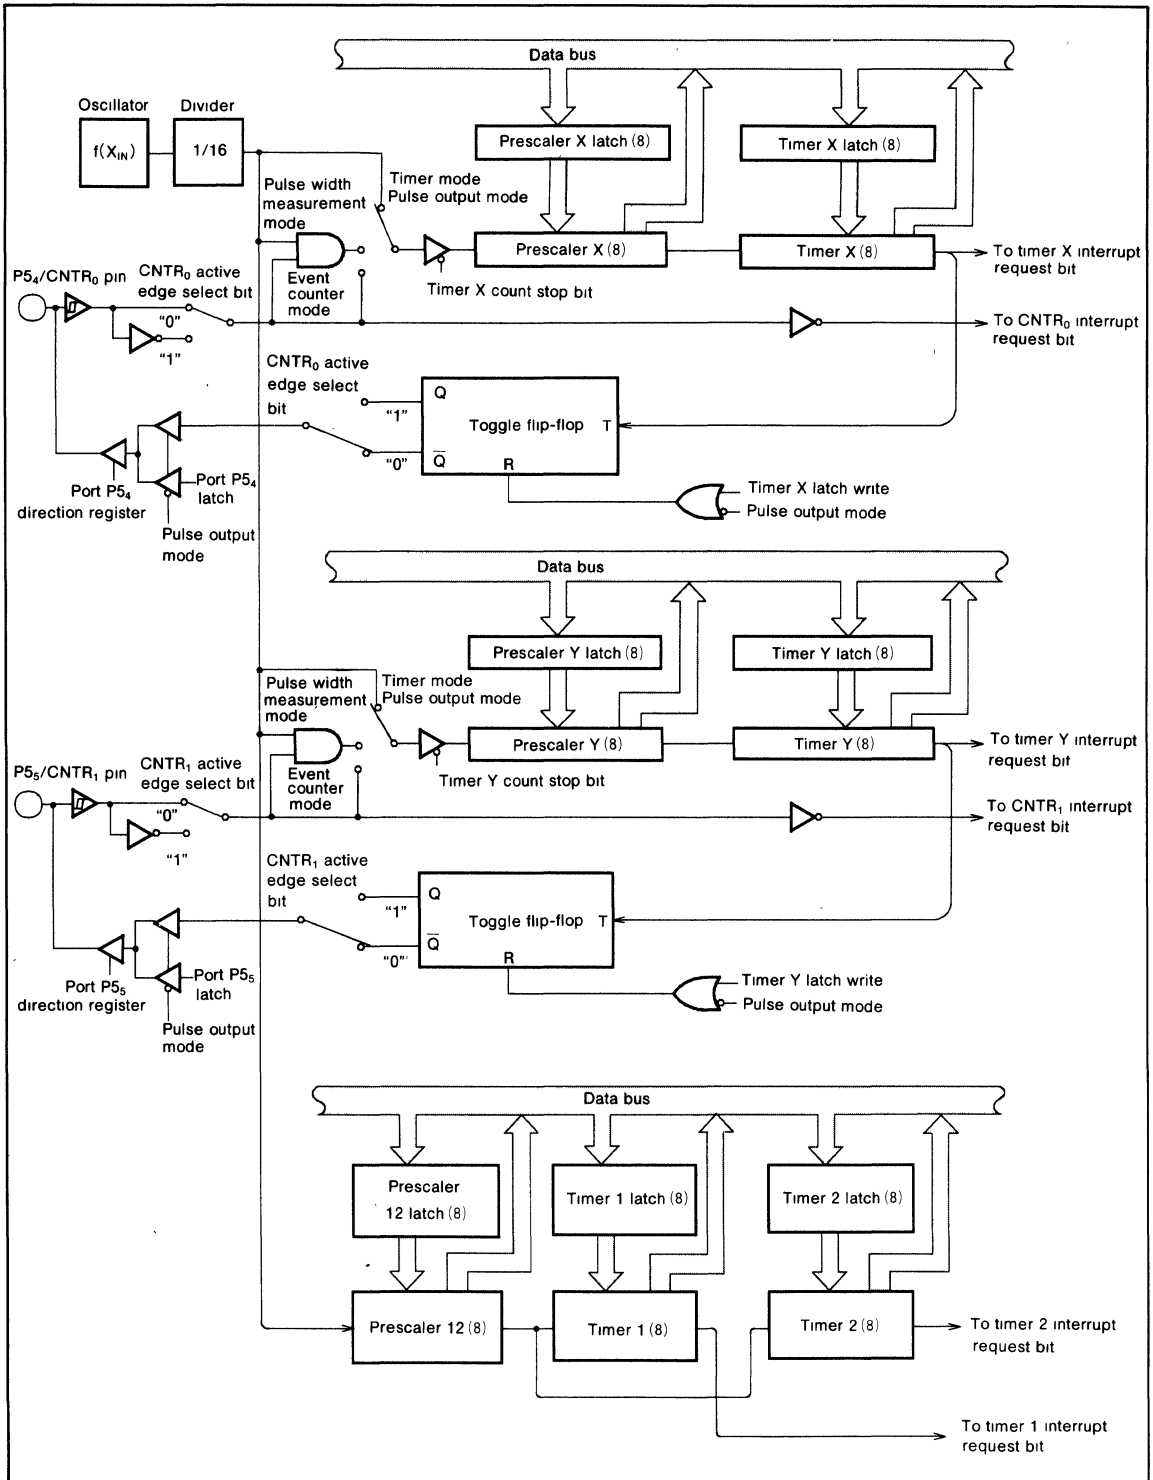 Data bus
Oscillator
Divider
f(XIN)
1/16
Prescaler X latch (8)
Timer X latch (8)
Pulse width
measurement
mode
Timer mode
Pulse output mode
Prescaler X (8)
Timer X (8)
To timer X interrupt
request bit
P54/CNTR0 pin
CNTR0 active
edge select bit
Event
counter
mode
Timer X count stop bit
"0"
"1"
To CNTR0 interrupt
request bit
CNTR0 active
edge select
bit
"1"
"0"
Q
Toggle flip-flop
T
Q̅
R
Port P54
direction register
Port P54
latch
Pulse output
mode
Timer X latch write
Pulse output mode
Data bus
Prescaler Y latch (8)
Timer Y latch (8)
Pulse width
measurement
mode
Timer mode
Pulse output mode
Prescaler Y (8)
Timer Y (8)
To timer Y interrupt
request bit
P55/CNTR1 pin
CNTR1 active
edge select bit
Event
counter
mode
Timer Y count stop bit
"0"
"1"
To CNTR1 interrupt
request bit
CNTR1 active
edge select
bit
"1"
"0"
Q
Toggle flip-flop
T
Q̅
R
Port P55
direction register
Port P55
latch
Pulse output
mode
Timer Y latch write
Pulse output mode
Data bus
Prescaler
12 latch (8)
Timer 1 latch (8)
Timer 2 latch (8)
Prescaler 12 (8)
Timer 1 (8)
Timer 2 (8)
To timer 2 interrupt
request bit
To timer 1 interrupt
request bit